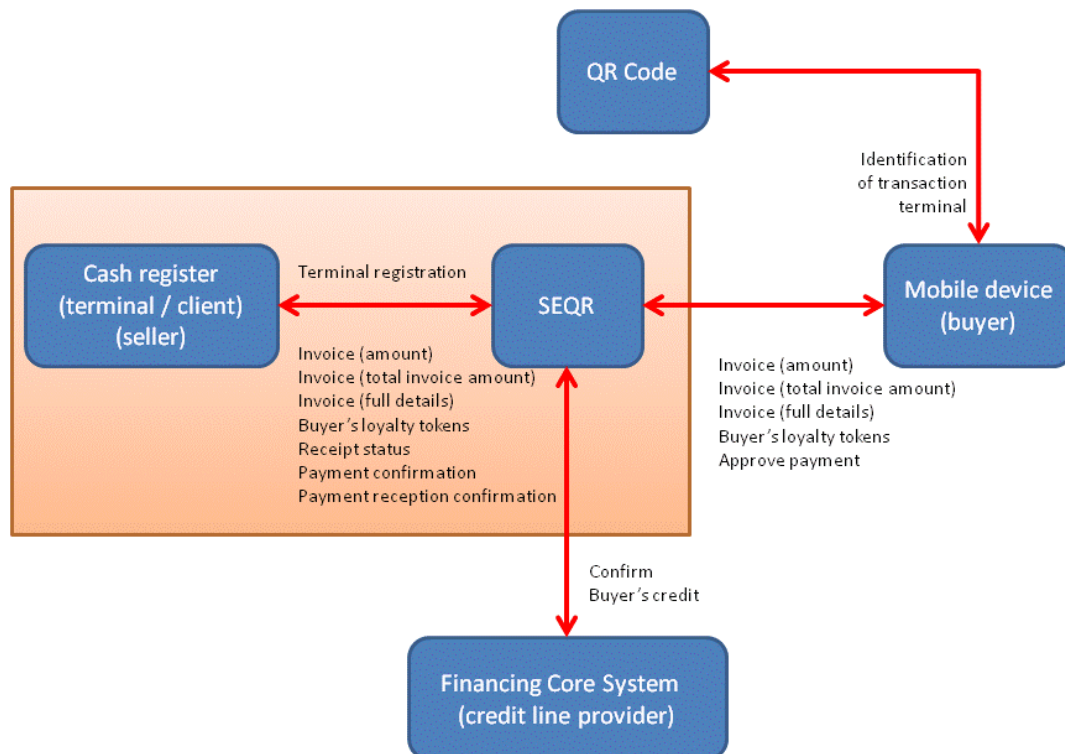 QR Code
Identification
of transaction
terminal
Cash register
(terminal / client)
(seller)
Terminal registration
SEQR
Mobile device
(buyer)
Invoice (amount)
Invoice (total invoice amount)
Invoice (full details)
Buyer’s loyalty tokens
Receipt status
Payment confirmation
Payment reception confirmation
Invoice (amount)
Invoice (total invoice amount)
Invoice (full details)
Buyer’s loyalty tokens
Approve payment
Confirm
Buyer’s credit
Financing Core System
(credit line provider)